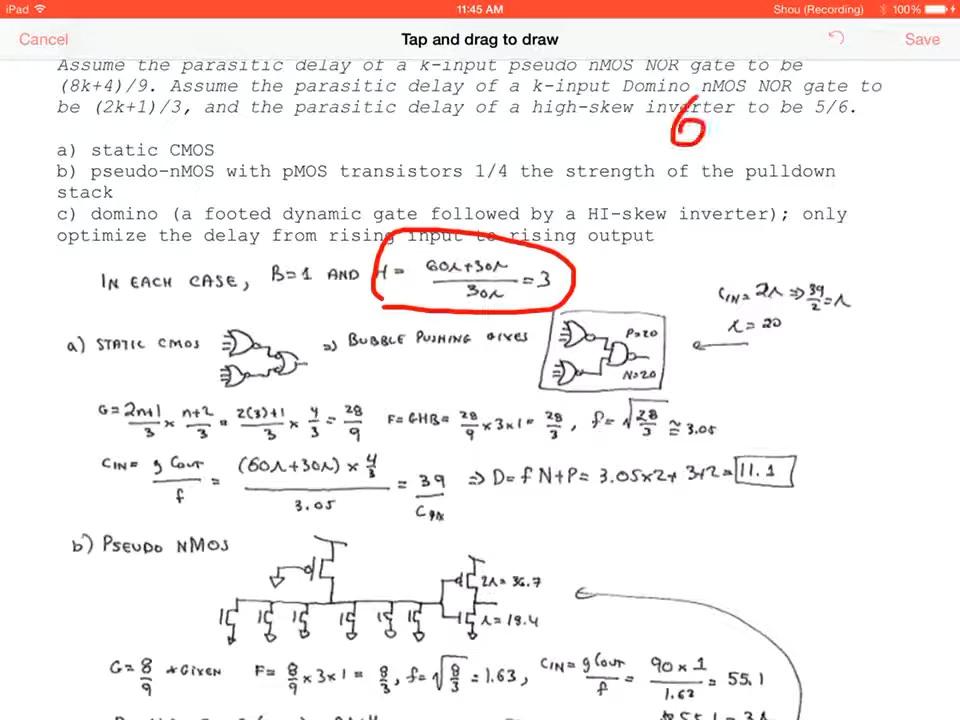 iPad 11:45 AM Shou (Recording) 100%
Cancel Tap and drag to draw Save
Assume the parasitic delay of a k-input pseudo nMOS NOR gate to be
(8k+4)/9. Assume the parasitic delay of a k-input Domino nMOS NOR gate to
be (2k+1)/3, and the parasitic delay of a high-skew inverter to be 5/6.
6
a) static CMOS
b) pseudo-nMOS with pMOS transistors 1/4 the strength of the pulldown
stack
c) domino (a footed dynamic gate followed by a HI-skew inverter); only
optimize the delay from rising input to rising output
IN EACH CASE, B=1 AND H = (60λ+30λ)/30λ = 3
CIN = 2λ ⇒ 39/2 = λ
λ = 20
a) STATIC CMOS ⇒ BUBBLE PUSHING GIVES P=20 N=20
G = 2n+1/3 × n+2/3 = 2(3)+1/3 × 4/3 = 28/9 F = GHB = 28/9 × 3 × 1 = 28/3, f = √28/3 ≅ 3.05
CIN = g Cout/f = (60λ+30λ) × 4/3 / 3.05 = 39 ⇒ D = f N + P = 3.05x2 + 3+2 = 11.1
b) PSEUDO NMOS
2λ = 36.7
λ = 18.4
G = 8/9 *GIVEN F = 8/9 × 3 × 1 = 8/3, f = √8/3 = 1.63, CIN = g Cout/f = 90 × 1/1.63 = 55.1